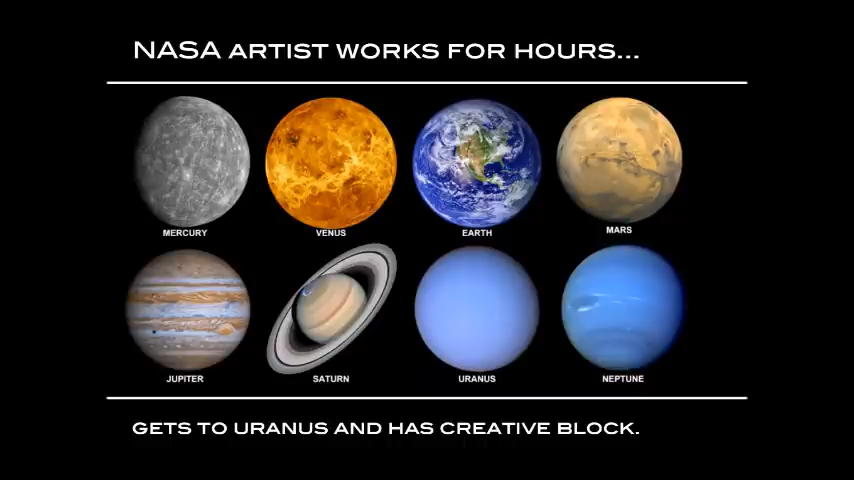 NASA ARTIST WORKS FOR HOURS...
MERCURY VENUS EARTH MARS
JUPITER SATURN URANUS NEPTUNE
GETS TO URANUS AND HAS CREATIVE BLOCK.